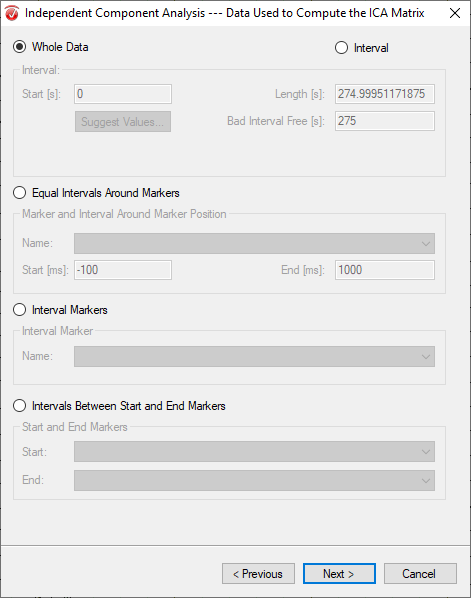 Independent Component Analysis --- Data Used to Compute the ICA Matrix
Whole Data
Interval
Interval:
Start [s]: 0
Length [s]: 274.99951171875
Suggest Values...
Bad Interval Free [s]: 275
Equal Intervals Around Markers
Marker and Interval Around Marker Position
Name:
Start [ms]: -100
End [ms]: 1000
Interval Markers
Interval Marker
Name:
Intervals Between Start and End Markers
Start and End Markers
Start:
End:
< Previous
Next >
Cancel